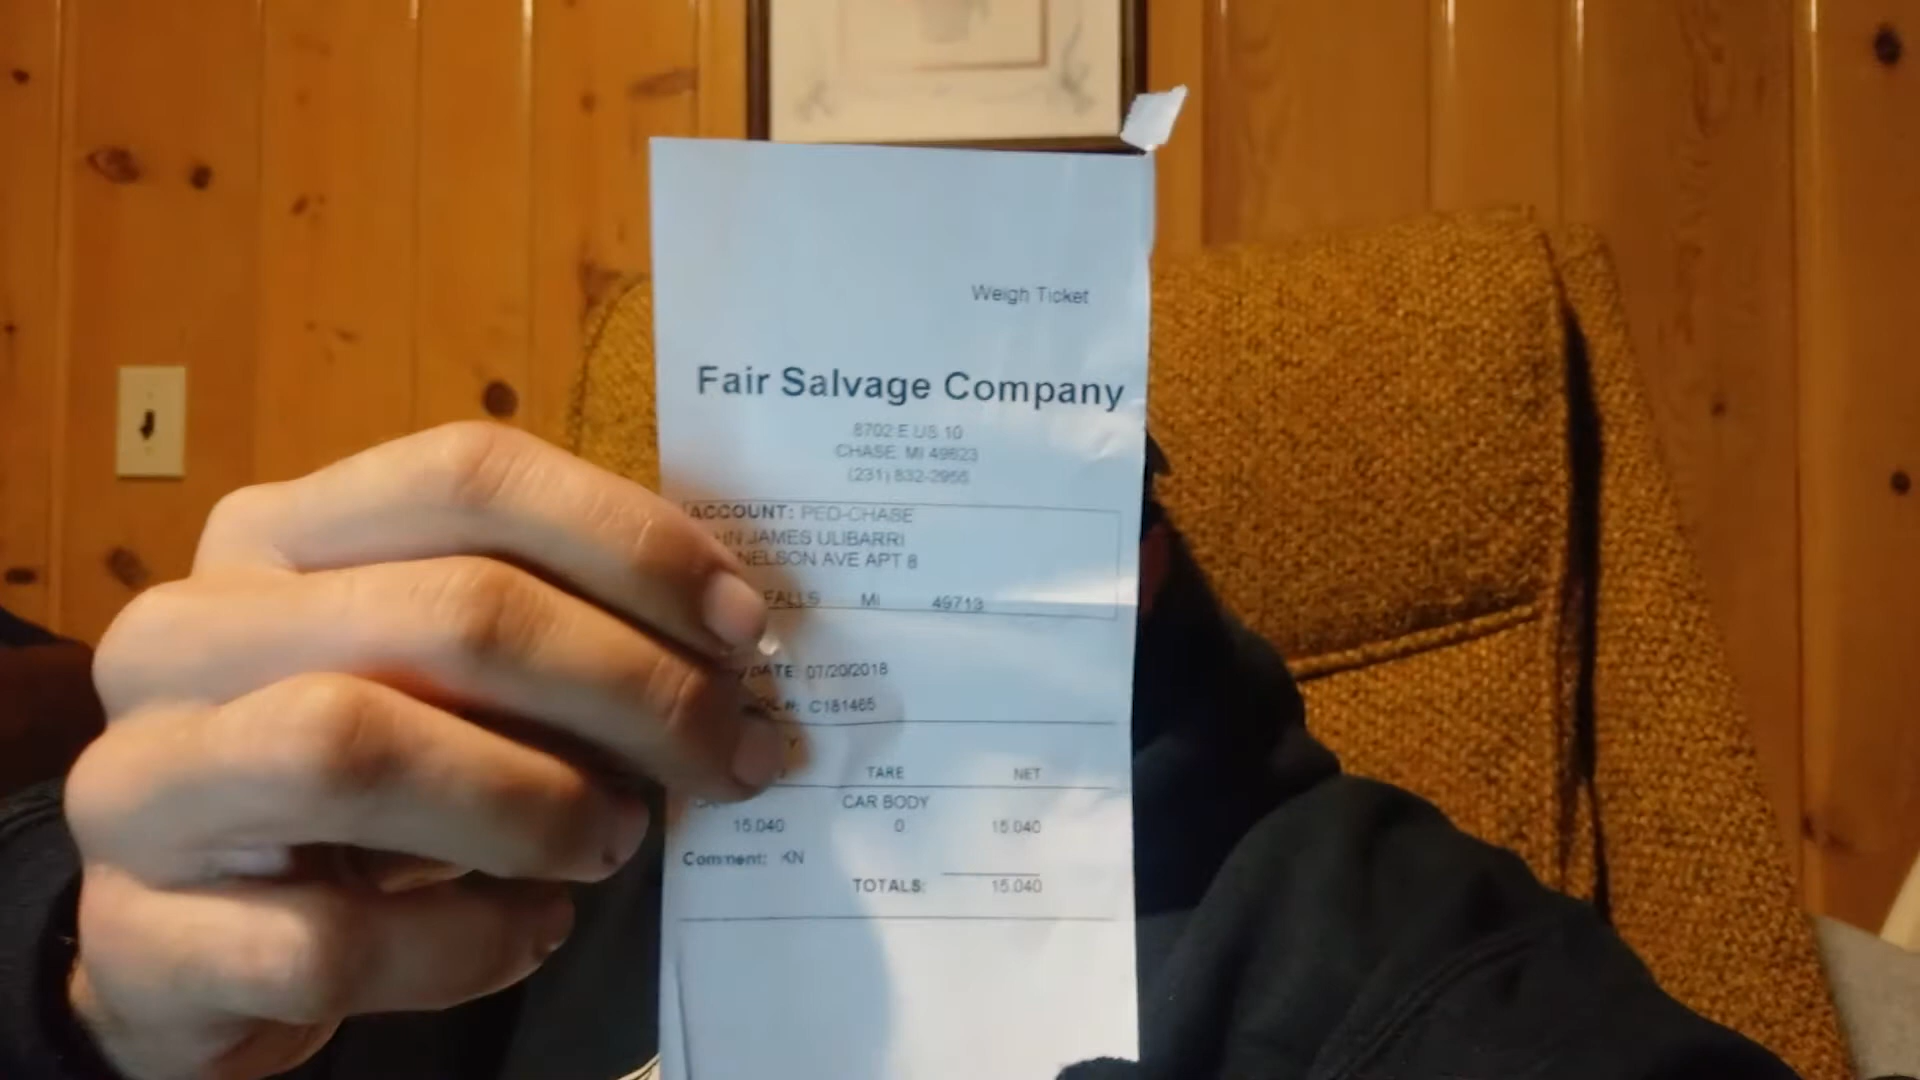 Weigh Ticket
Fair Salvage Company
8702 E US 10
CHASE, MI 49623
(231) 832-2955
ACCOUNT: PED-CHASE
HN JAMES ULIBARRI
NELSON AVE APT 8
FALLS MI 49713
DATE: 07/20/2018
#: C181465
TARE NET
CAR BODY
15.040 0 15.040
Comment: KN
TOTALS: 15.040